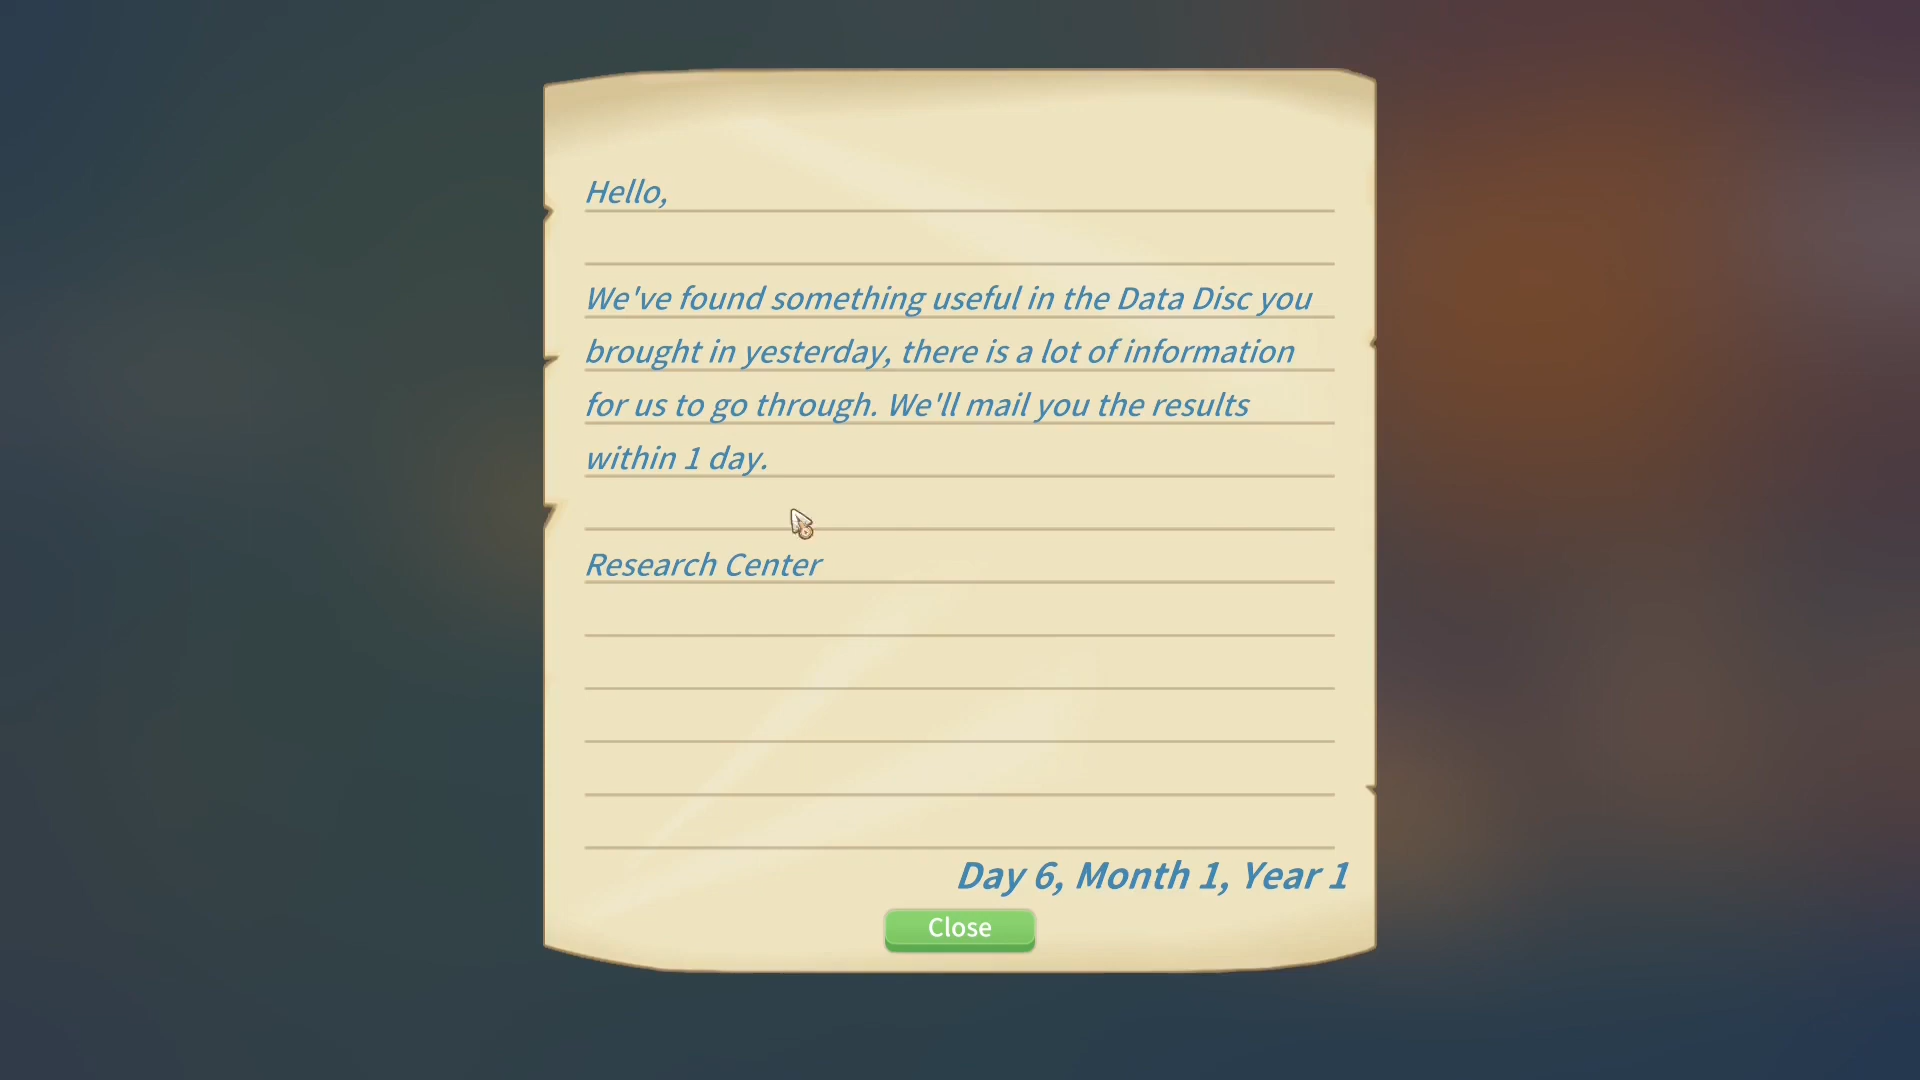 Hello,
We've found something useful in the Data Disc you
brought in yesterday, there is a lot of information
for us to go through. We'll mail you the results
within 1 day.
Research Center
Day 6, Month 1, Year 1
Close